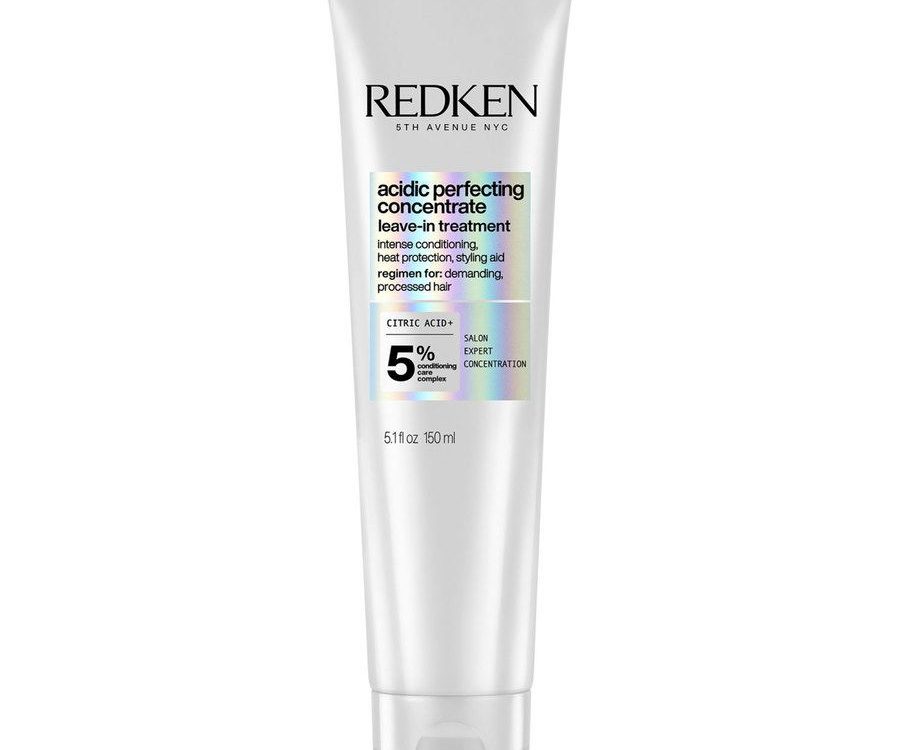 REDKEN
5TH AVENUE NYC
acidic perfecting
concentrate
leave-in treatment
intense conditioning,
heat protection, styling aid
regimen for: demanding,
processed hair
CITRIC ACID+
5%
conditioning
care
complex
SALON
EXPERT
CONCENTRATION
5.1 fl oz 150 ml